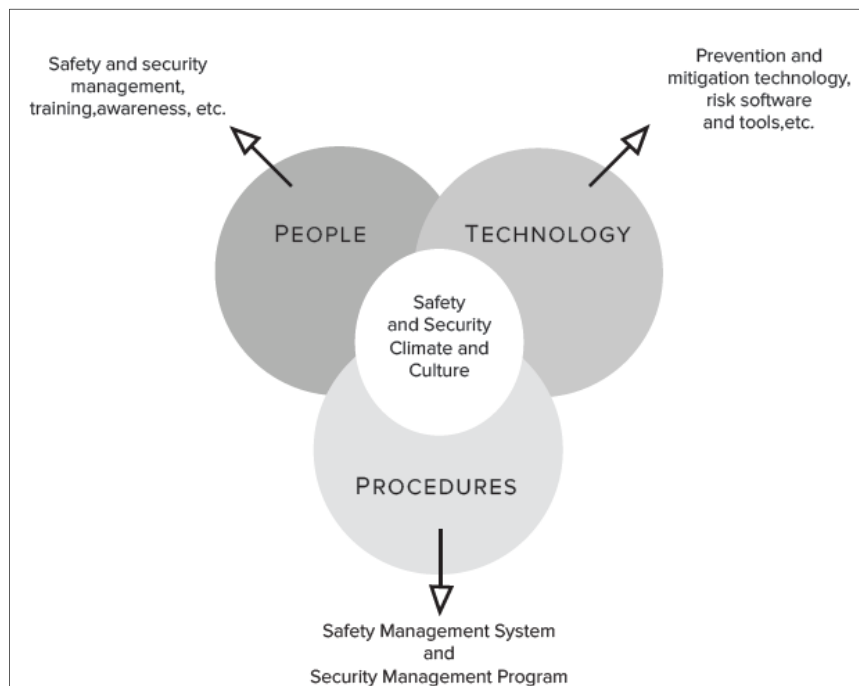 Safety and security
management,
training,awareness, etc.
Prevention and
mitigation technology,
risk software
and tools,etc.
PEOPLE
TECHNOLOGY
Safety
and Security
Climate and
Culture
PROCEDURES
Safety Management System
and
Security Management Program